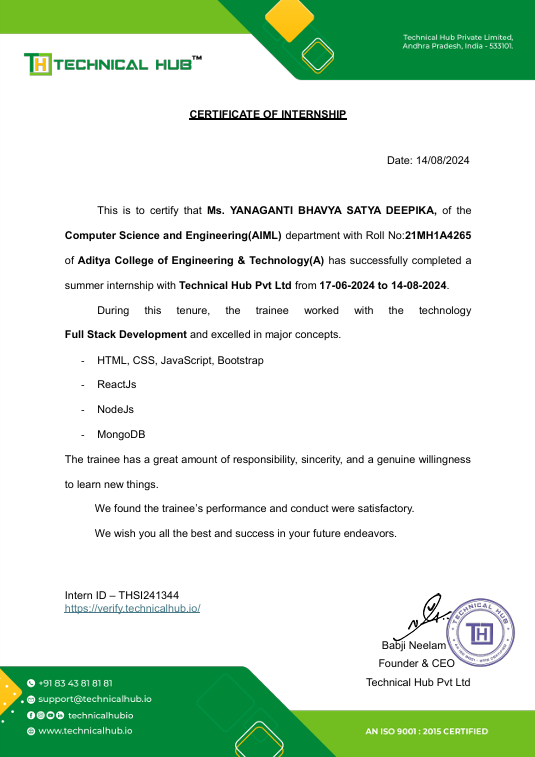 Technical Hub Private Limited,
Andhra Pradesh, India - 533101.
TH TECHNICAL HUB™
CERTIFICATE OF INTERNSHIP
Date: 14/08/2024
This is to certify that Ms. YANAGANTI BHAVYA SATYA DEEPIKA, of the
Computer Science and Engineering(AIML) department with Roll No:21MH1A4265
of Aditya College of Engineering & Technology(A) has successfully completed a
summer internship with Technical Hub Pvt Ltd from 17-06-2024 to 14-08-2024.
During this tenure, the trainee worked with the technology
Full Stack Development and excelled in major concepts.
- HTML, CSS, JavaScript, Bootstrap
- ReactJs
- NodeJs
- MongoDB
The trainee has a great amount of responsibility, sincerity, and a genuine willingness
to learn new things.
We found the trainee's performance and conduct were satisfactory.
We wish you all the best and success in your future endeavors.
Intern ID – THSI241344
https://verify.technicalhub.io/
TECHNICAL HUB
TH
Babji Neelam
Founder & CEO
Technical Hub Pvt Ltd
+91 83 43 81 81 81
support@technicalhub.io
technicalhubio
www.technicalhub.io
AN ISO 9001 : 2015 CERTIFIED